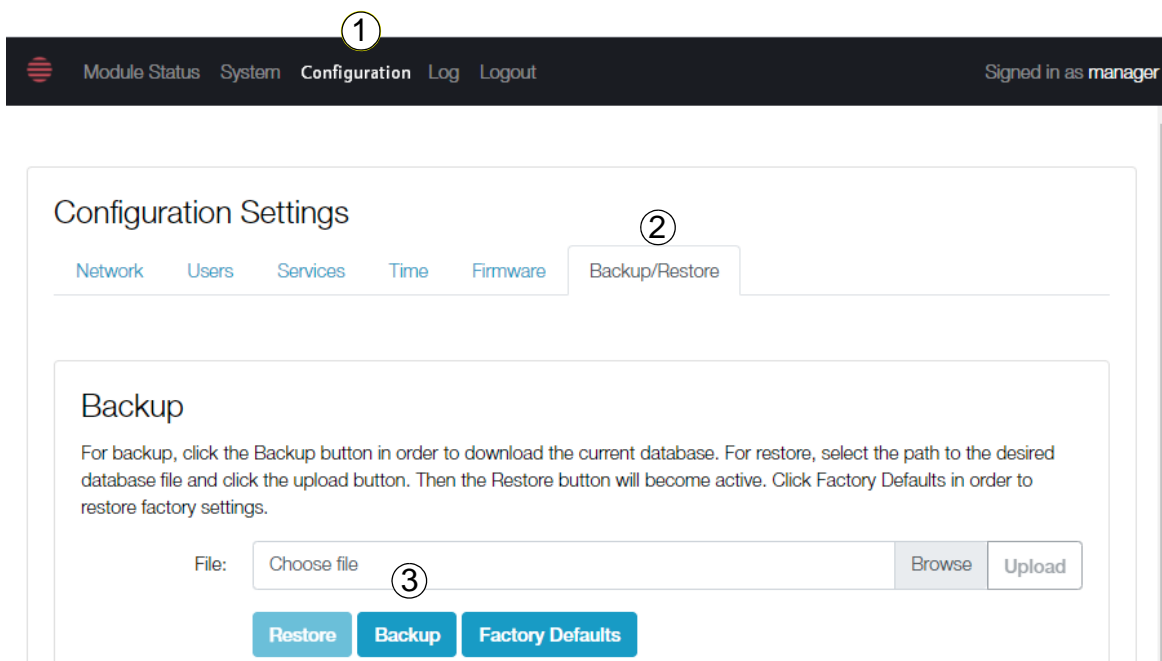 ①
Module Status System Configuration Log Logout Signed in as manager
Configuration Settings
②
Network Users Services Time Firmware Backup/Restore
Backup
For backup, click the Backup button in order to download the current database. For restore, select the path to the desired
database file and click the upload button. Then the Restore button will become active. Click Factory Defaults in order to
restore factory settings.
File: Choose file Browse Upload
③
Restore Backup Factory Defaults